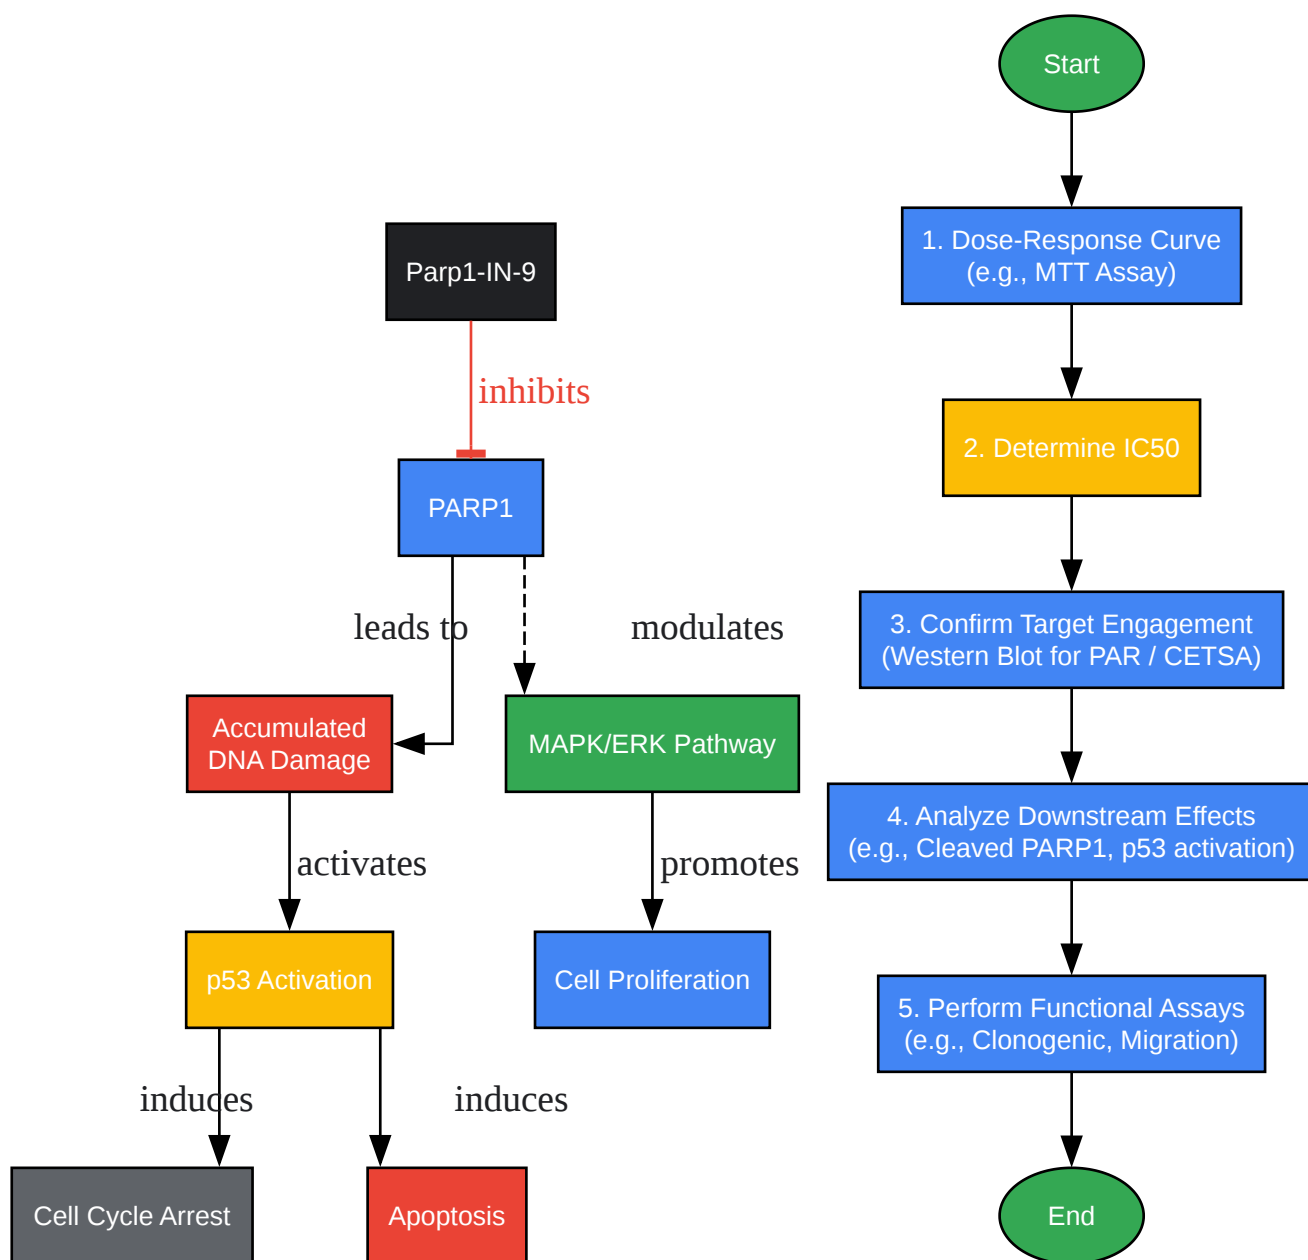 Parp1-IN-9
inhibits
PARP1
leads to
modulates
Accumulated
DNA Damage
MAPK/ERK Pathway
activates
promotes
p53 Activation
Cell Proliferation
induces
induces
Cell Cycle Arrest
Apoptosis
Start
1. Dose-Response Curve
(e.g., MTT Assay)
2. Determine IC50
3. Confirm Target Engagement
(Western Blot for PAR / CETSA)
4. Analyze Downstream Effects
(e.g., Cleaved PARP1, p53 activation)
5. Perform Functional Assays
(e.g., Clonogenic, Migration)
End